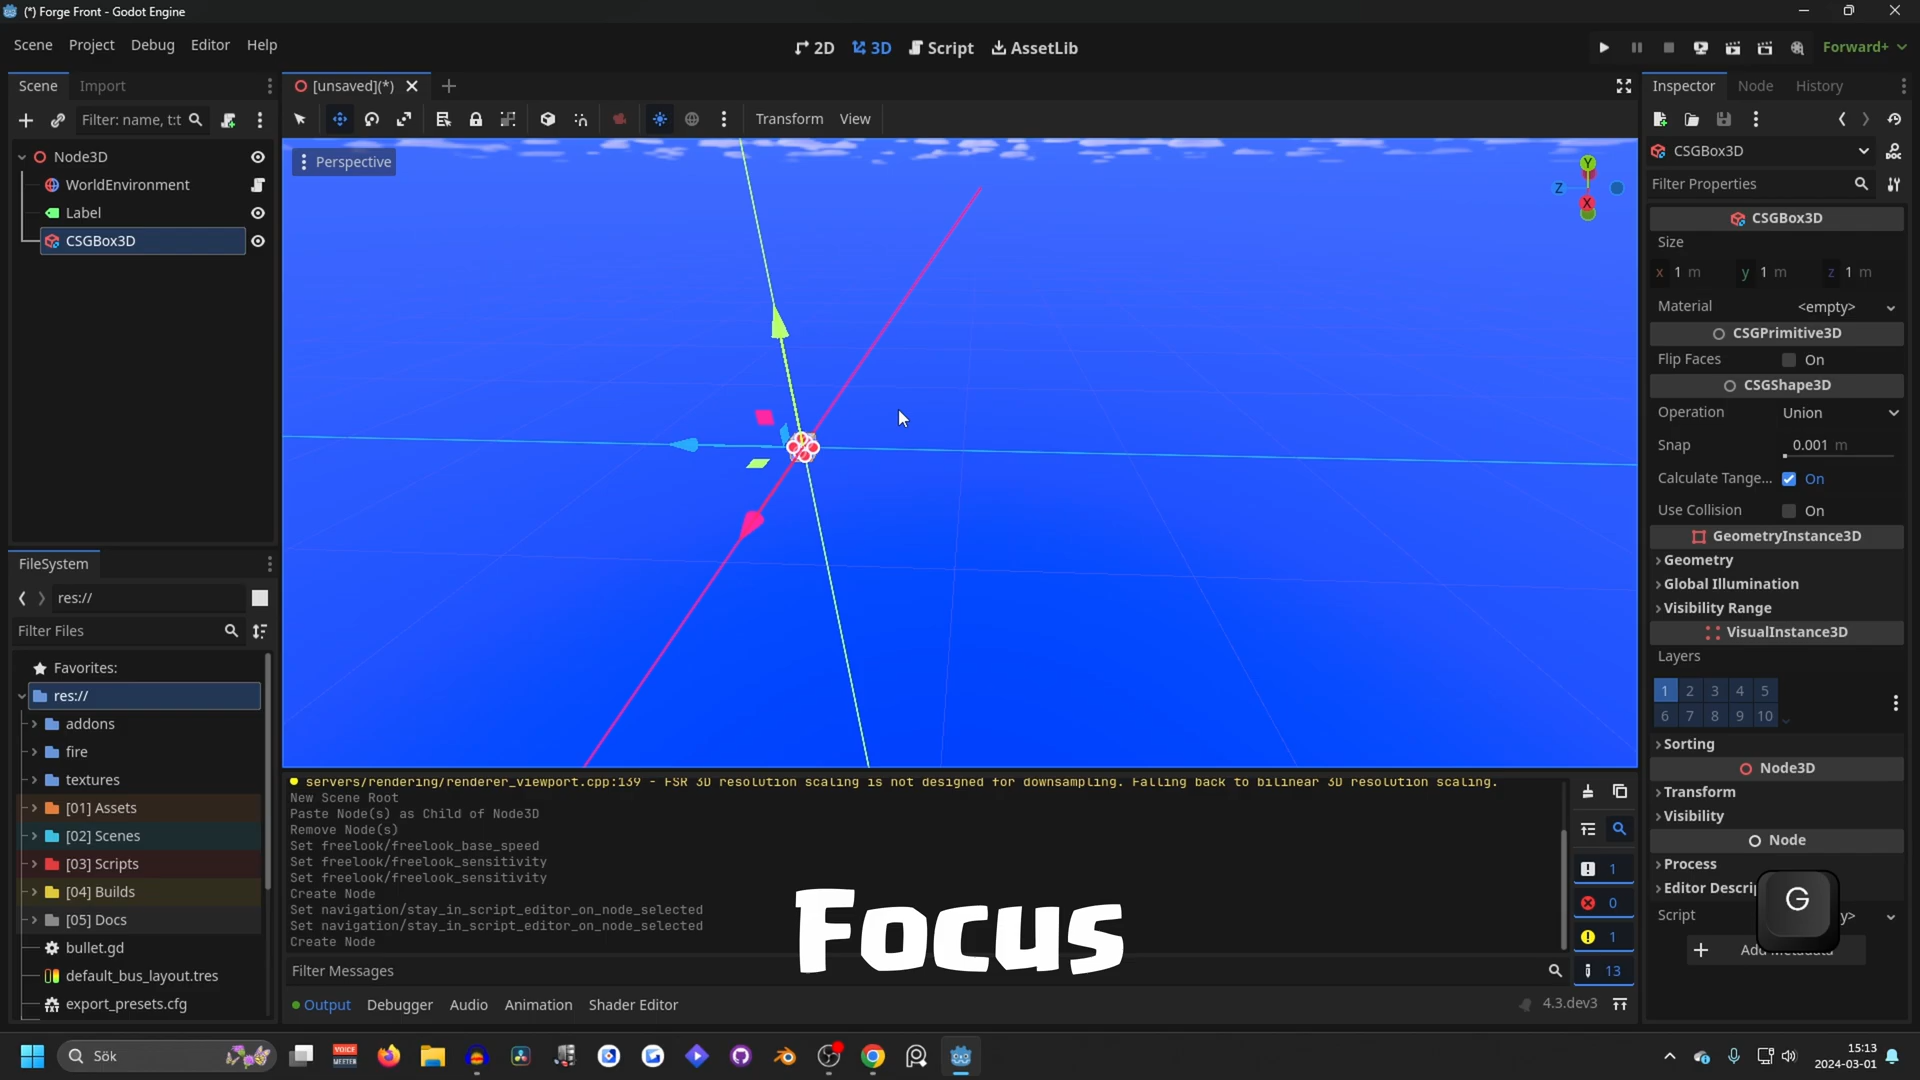 (*) Forge Front - Godot Engine
Scene Project Debug Editor Help
2D 3D Script AssetLib
Forward+
Scene Import
[unsaved](*)
Inspector Node History
Filter: name, t:t
Transform View
CSGBox3D
Node3D
Perspective
WorldEnvironment
Label
CSGBox3D
Y
Z
X
Filter Properties
CSGBox3D
Size
x 1 m y 1 m z 1 m
Material <empty>
CSGPrimitive3D
Flip Faces On
CSGShape3D
Operation Union
Snap 0.001 m
Calculate Tange... On
Use Collision On
GeometryInstance3D
Geometry
Global Illumination
Visibility Range
VisualInstance3D
Layers
1 2 3 4 5
6 7 8 9 10
Sorting
Node3D
Transform
Visibility
Node
Process
Editor Descrip
Script y>
Add Metadata
G
FileSystem
res://
Filter Files
Favorites:
res://
addons
fire
textures
[01] Assets
[02] Scenes
[03] Scripts
[04] Builds
[05] Docs
bullet.gd
default_bus_layout.tres
export_presets.cfg
servers/rendering/renderer_viewport.cpp:139 - FSR 3D resolution scaling is not designed for downsampling. Falling back to bilinear 3D resolution scaling.
New Scene Root
Paste Node(s) as Child of Node3D
Remove Node(s)
Set freelook/freelook_base_speed
Set freelook/freelook_sensitivity
Set freelook/freelook_sensitivity
Create Node
Set navigation/stay_in_script_editor_on_node_selected
Set navigation/stay_in_script_editor_on_node_selected
Create Node
1
0
1
13
Focus
Filter Messages
Output Debugger Audio Animation Shader Editor
4.3.dev3
Sök
VOICE
MEETER
15:13
2024-03-01